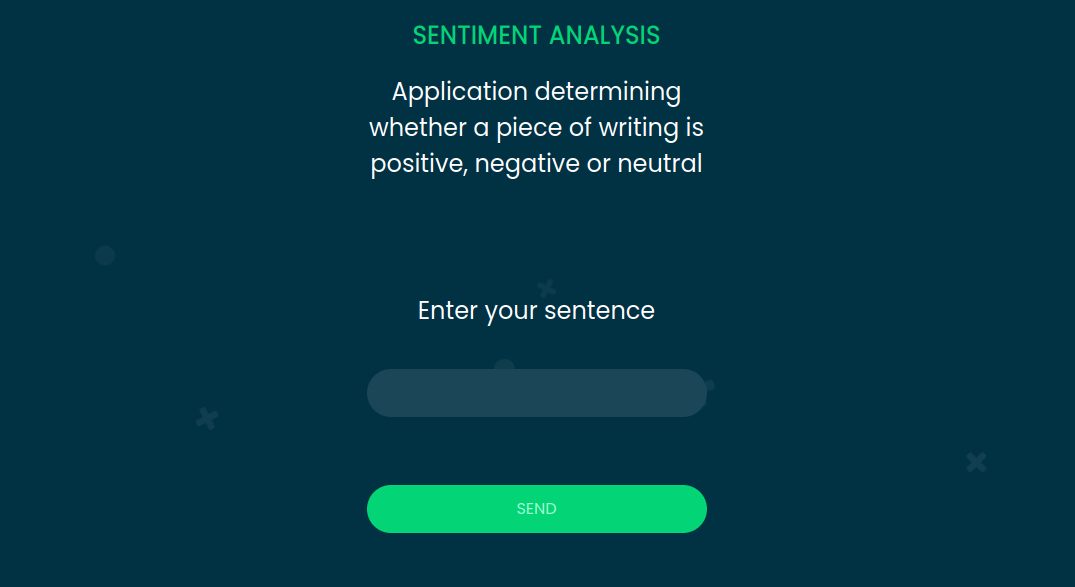 SENTIMENT ANALYSIS
Application determining
whether a piece of writing is
positive, negative or neutral
Enter your sentence
SEND